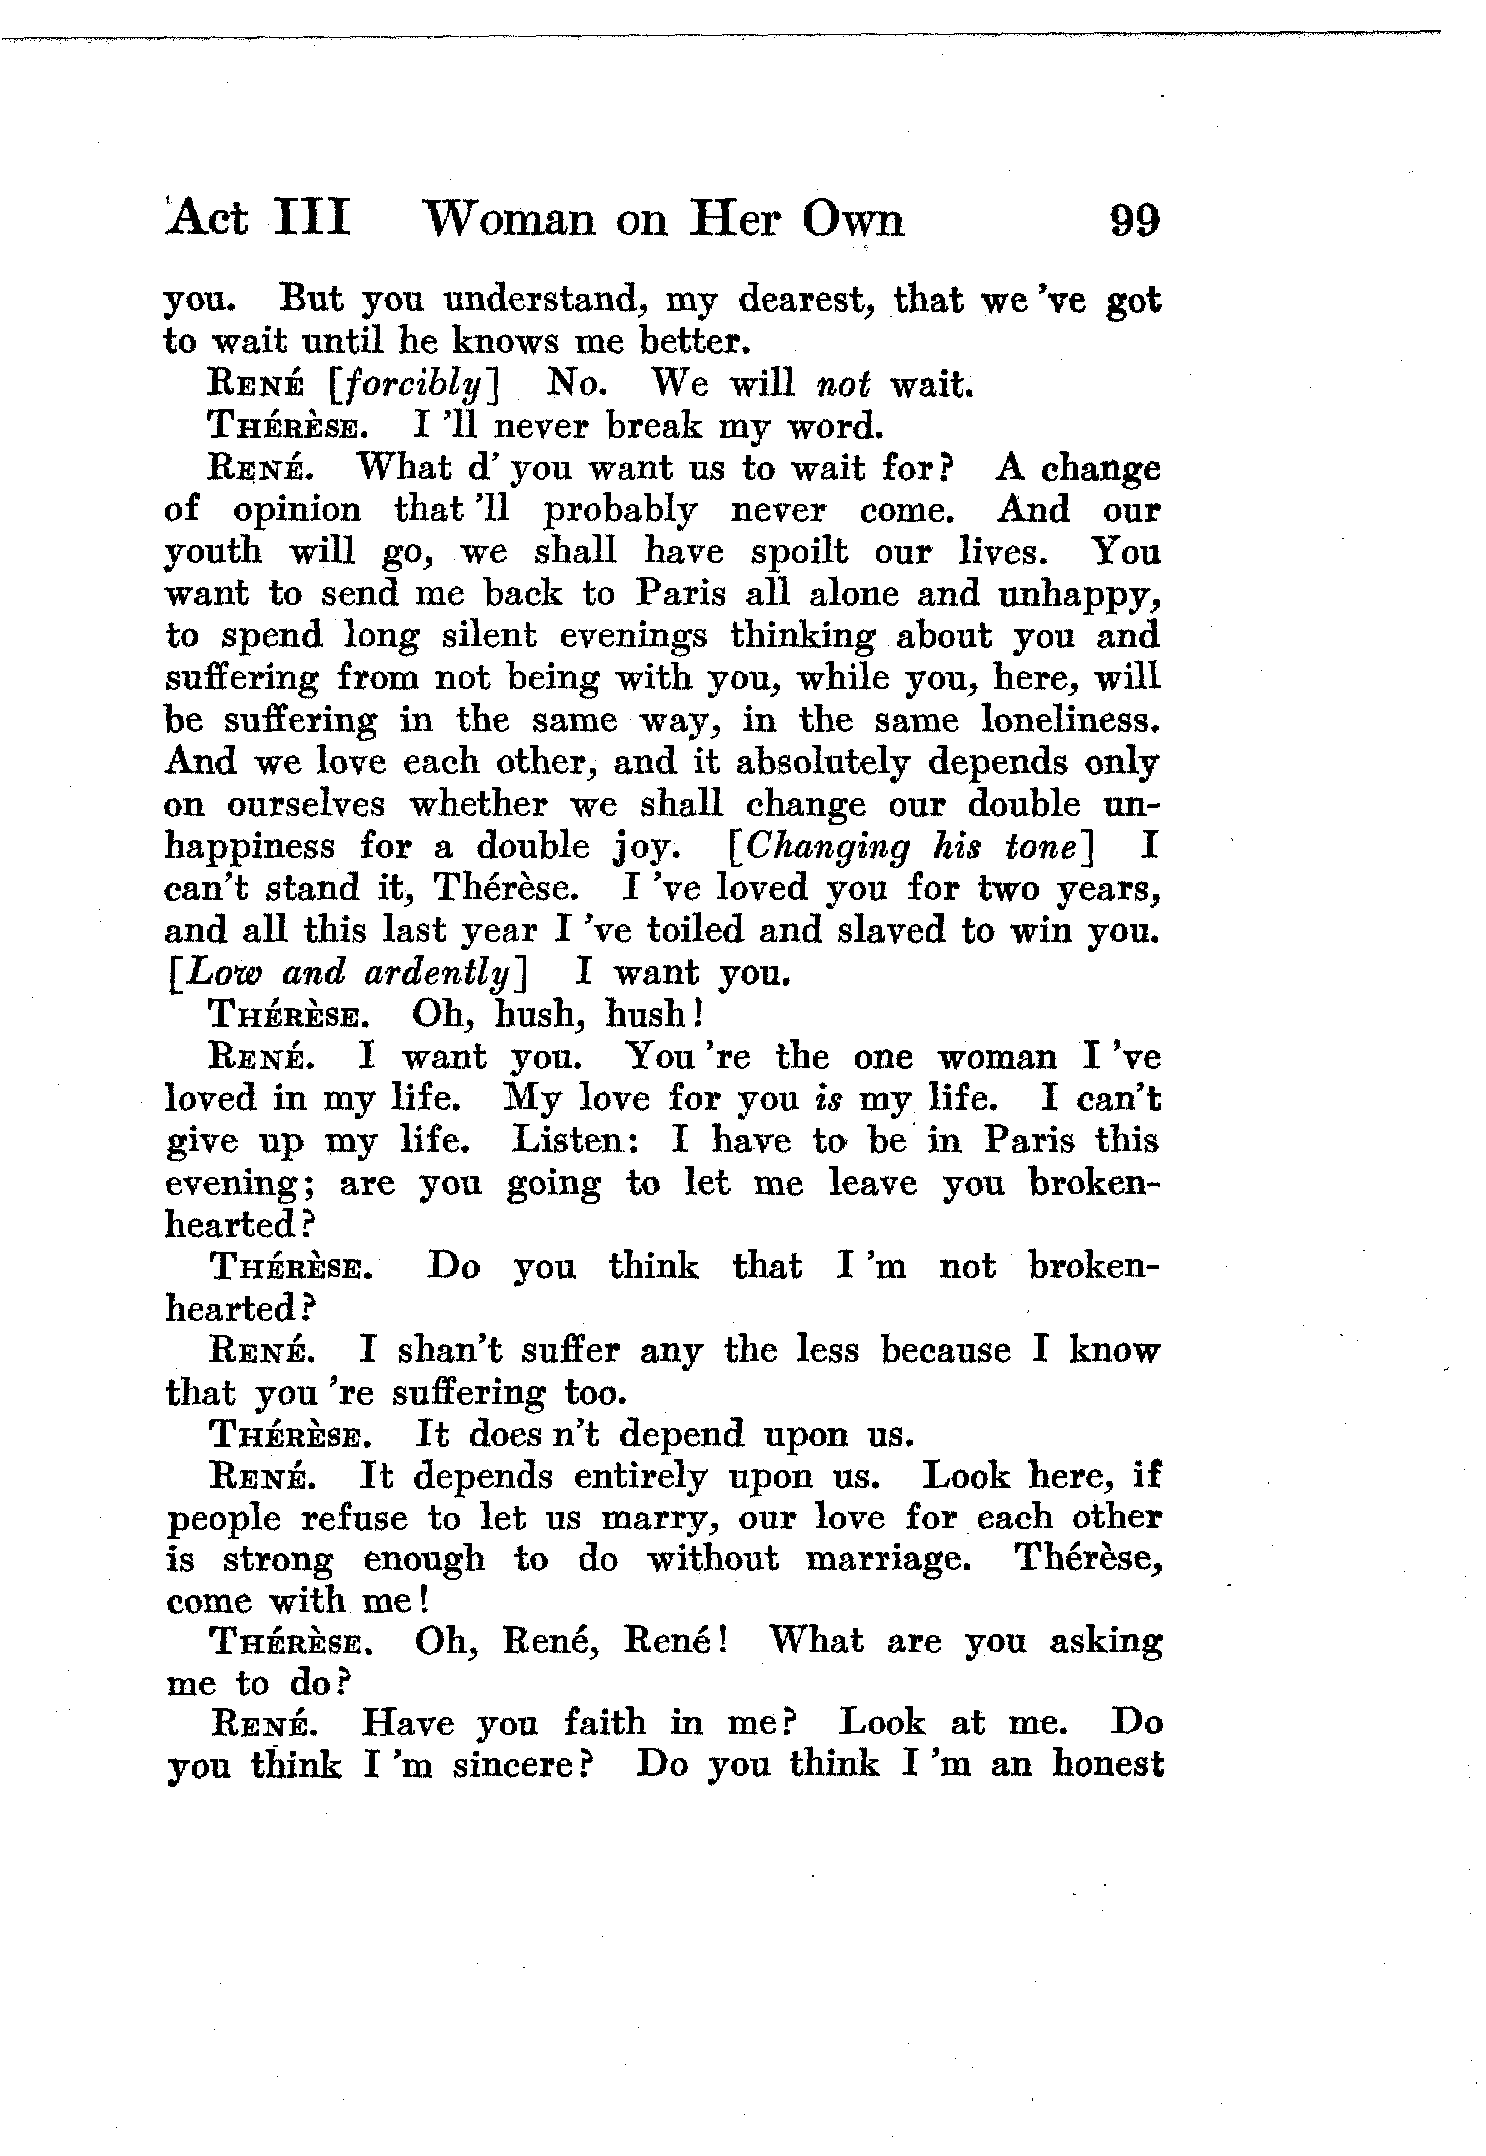 Act III Woman on Her Own 99
you. But you understand, my dearest, that we 've got
to wait until he knows me better.
RENÉ [forcibly] No. We will not wait.
THÉRÈSE. I 'll never break my word.
RENÉ. What d' you want us to wait for? A change
of opinion that 'll probably never come. And our
youth will go, we shall have spoilt our lives. You
want to send me back to Paris all alone and unhappy,
to spend long silent evenings thinking about you and
suffering from not being with you, while you, here, will
be suffering in the same way, in the same loneliness.
And we love each other, and it absolutely depends only
on ourselves whether we shall change our double un-
happiness for a double joy. [Changing his tone] I
can't stand it, Thérèse. I 've loved you for two years,
and all this last year I 've toiled and slaved to win you.
[Low and ardently] I want you.
THÉRÈSE. Oh, hush, hush!
RENÉ. I want you. You 're the one woman I 've
loved in my life. My love for you is my life. I can't
give up my life. Listen: I have to be in Paris this
evening; are you going to let me leave you broken-
hearted?
THÉRÈSE. Do you think that I 'm not broken-
hearted?
RENÉ. I shan't suffer any the less because I know
that you 're suffering too.
THÉRÈSE. It does n't depend upon us.
RENÉ. It depends entirely upon us. Look here, if
people refuse to let us marry, our love for each other
is strong enough to do without marriage. Thérèse,
come with me!
THÉRÈSE. Oh, René, René! What are you asking
me to do?
RENÉ. Have you faith in me? Look at me. Do
you think I 'm sincere? Do you think I 'm an honest